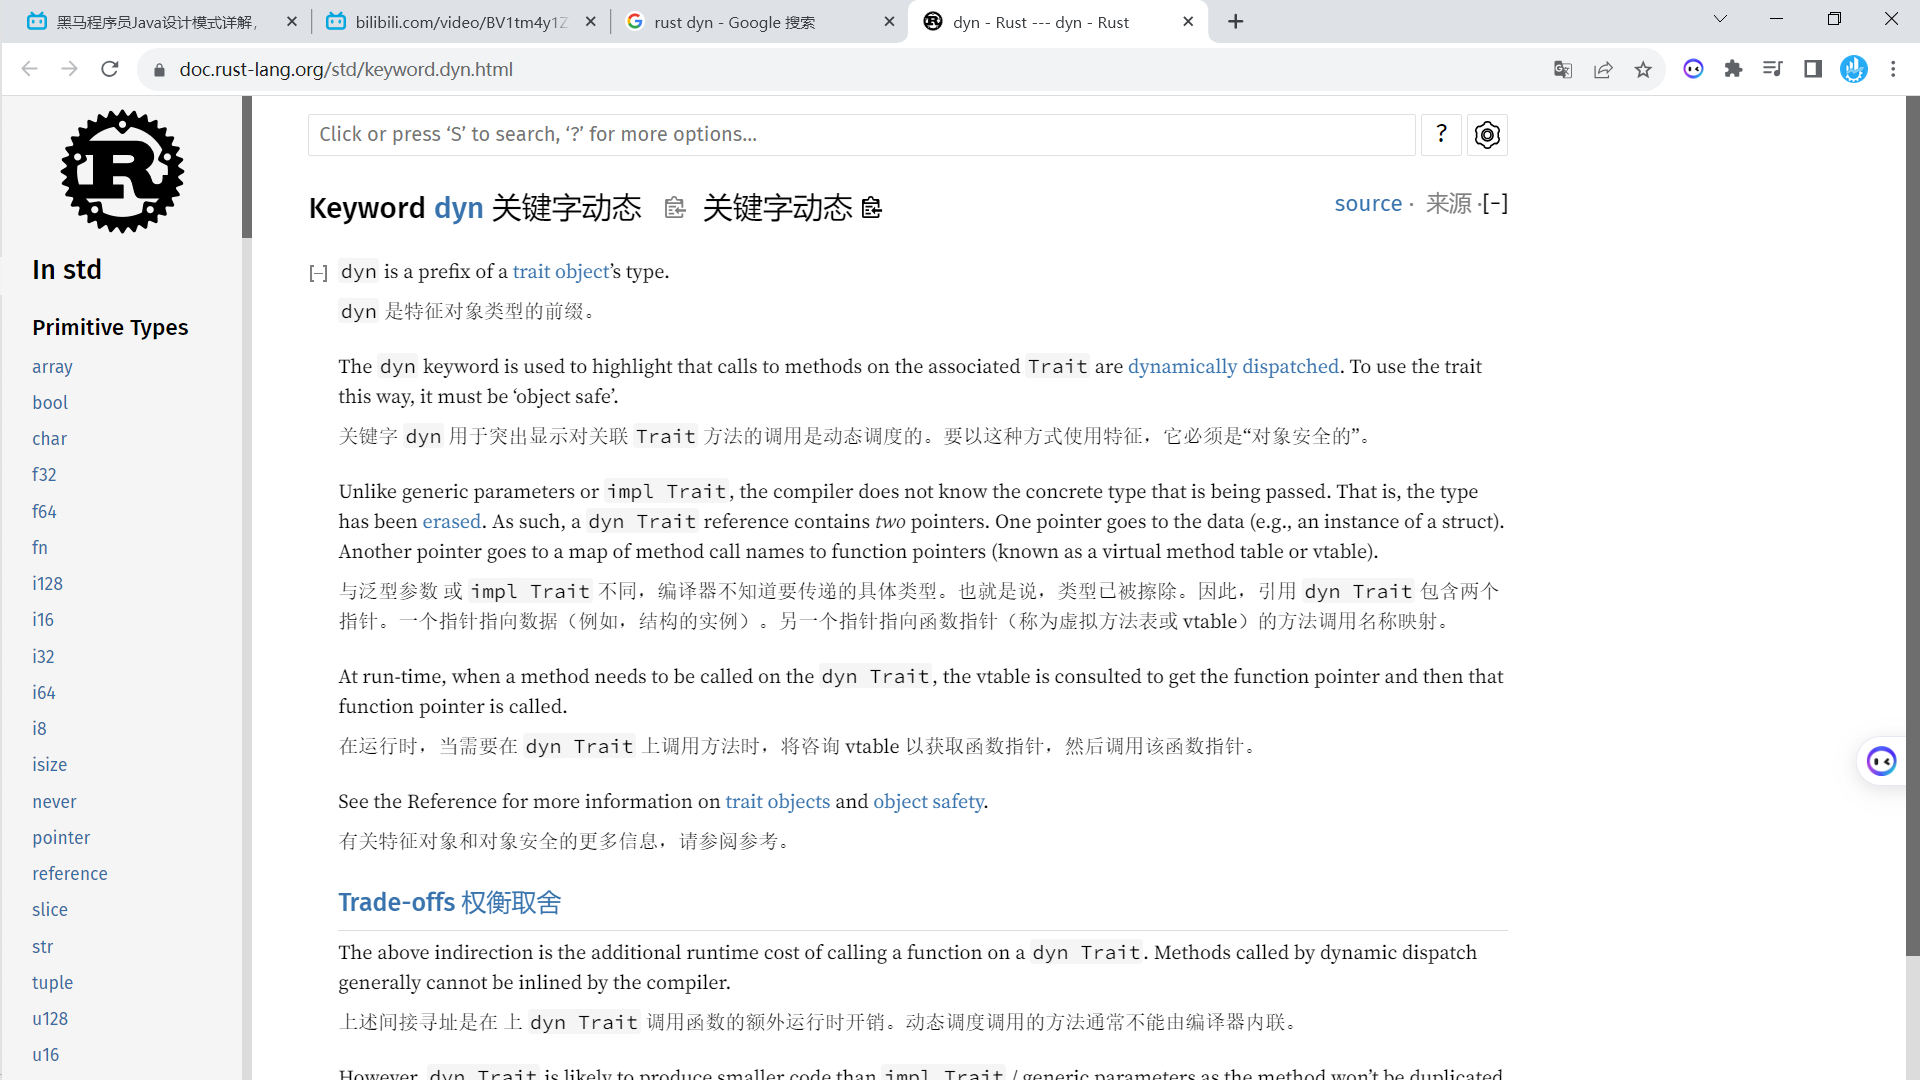 黑马程序员Java设计模式详解,
bilibili.com/video/BV1tm4y1Z
rust dyn - Google 搜索
dyn - Rust --- dyn - Rust
doc.rust-lang.org/std/keyword.dyn.html
Click or press ‘S’ to search, ‘?’ for more options…
?
Keyword dyn 关键字动态 关键字动态
source · 来源 ·[-]
In std
Primitive Types
array
bool
char
f32
f64
fn
i128
i16
i32
i64
i8
isize
never
pointer
reference
slice
str
tuple
u128
u16
[-] dyn is a prefix of a trait object’s type.
dyn 是特征对象类型的前缀。
The dyn keyword is used to highlight that calls to methods on the associated Trait are dynamically dispatched. To use the trait
this way, it must be ‘object safe’.
关键字 dyn 用于突出显示对关联 Trait 方法的调用是动态调度的。要以这种方式使用特征，它必须是“对象安全的”。
Unlike generic parameters or impl Trait, the compiler does not know the concrete type that is being passed. That is, the type
has been erased. As such, a dyn Trait reference contains two pointers. One pointer goes to the data (e.g., an instance of a struct).
Another pointer goes to a map of method call names to function pointers (known as a virtual method table or vtable).
与泛型参数 或 impl Trait 不同，编译器不知道要传递的具体类型。也就是说，类型已被擦除。因此，引用 dyn Trait 包含两个
指针。一个指针指向数据（例如，结构的实例）。另一个指针指向函数指针（称为虚拟方法表或 vtable）的方法调用名称映射。
At run-time, when a method needs to be called on the dyn Trait, the vtable is consulted to get the function pointer and then that
function pointer is called.
在运行时，当需要在 dyn Trait 上调用方法时，将咨询 vtable 以获取函数指针，然后调用该函数指针。
See the Reference for more information on trait objects and object safety.
有关特征对象和对象安全的更多信息，请参阅参考。
Trade-offs 权衡取舍
The above indirection is the additional runtime cost of calling a function on a dyn Trait. Methods called by dynamic dispatch
generally cannot be inlined by the compiler.
上述间接寻址是在 上 dyn Trait 调用函数的额外运行时开销。动态调度调用的方法通常不能由编译器内联。
However, dyn Trait is likely to produce smaller code than impl Trait / generic parameters as the method won’t be duplicated